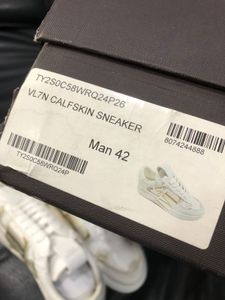 TY2S0C58WRQ24P26
VL7N CALFSKIN SNEAKER
Man 42
TY2S0C58WRQ24P
8074244888